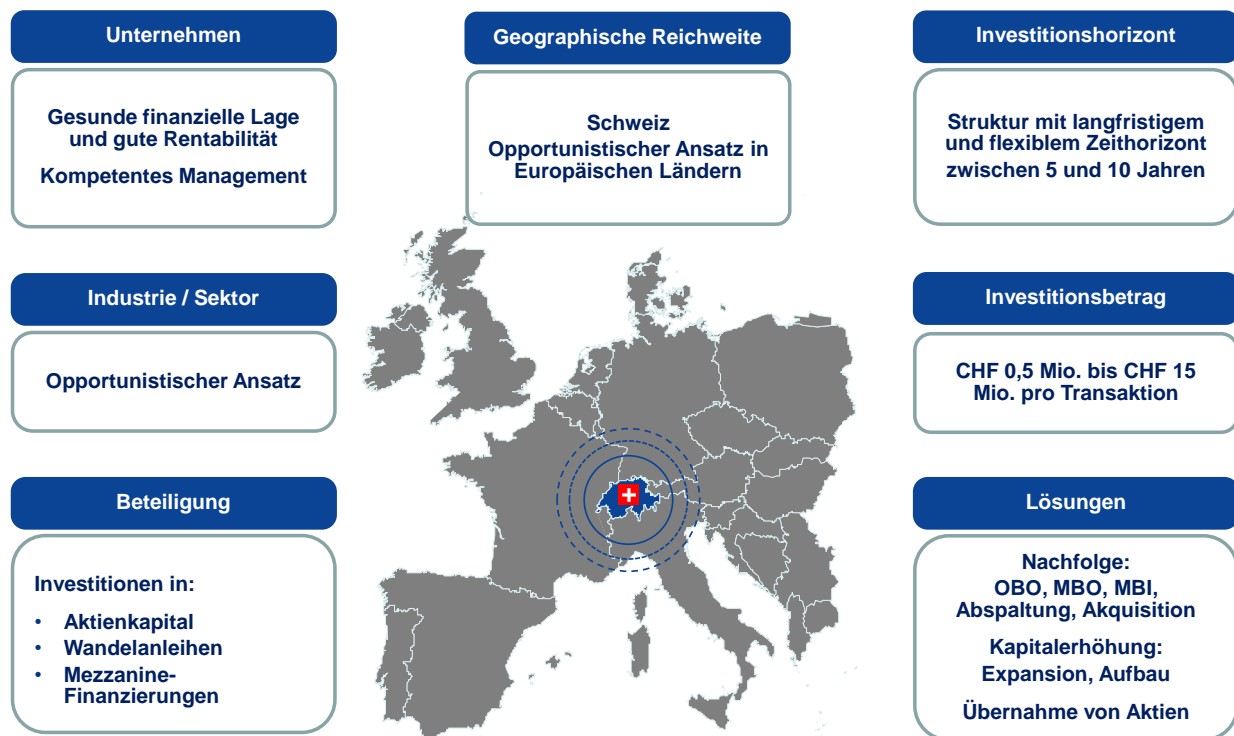 Unternehmen
Gesunde finanzielle Lage
und gute Rentabilität
Kompetentes Management
Geographische Reichweite
Schweiz
Opportunistischer Ansatz in
Europäischen Ländern
Investitionshorizont
Struktur mit langfristigem
und flexiblem Zeithorizont
zwischen 5 und 10 Jahren
Industrie / Sektor
Opportunistischer Ansatz
Investitionsbetrag
CHF 0,5 Mio. bis CHF 15
Mio. pro Transaktion
Beteiligung
Investitionen in:
• Aktienkapital
• Wandelanleihen
• Mezzanine-
Finanzierungen
Lösungen
Nachfolge:
OBO, MBO, MBI,
Abspaltung, Akquisition
Kapitalerhöhung:
Expansion, Aufbau
Übernahme von Aktien